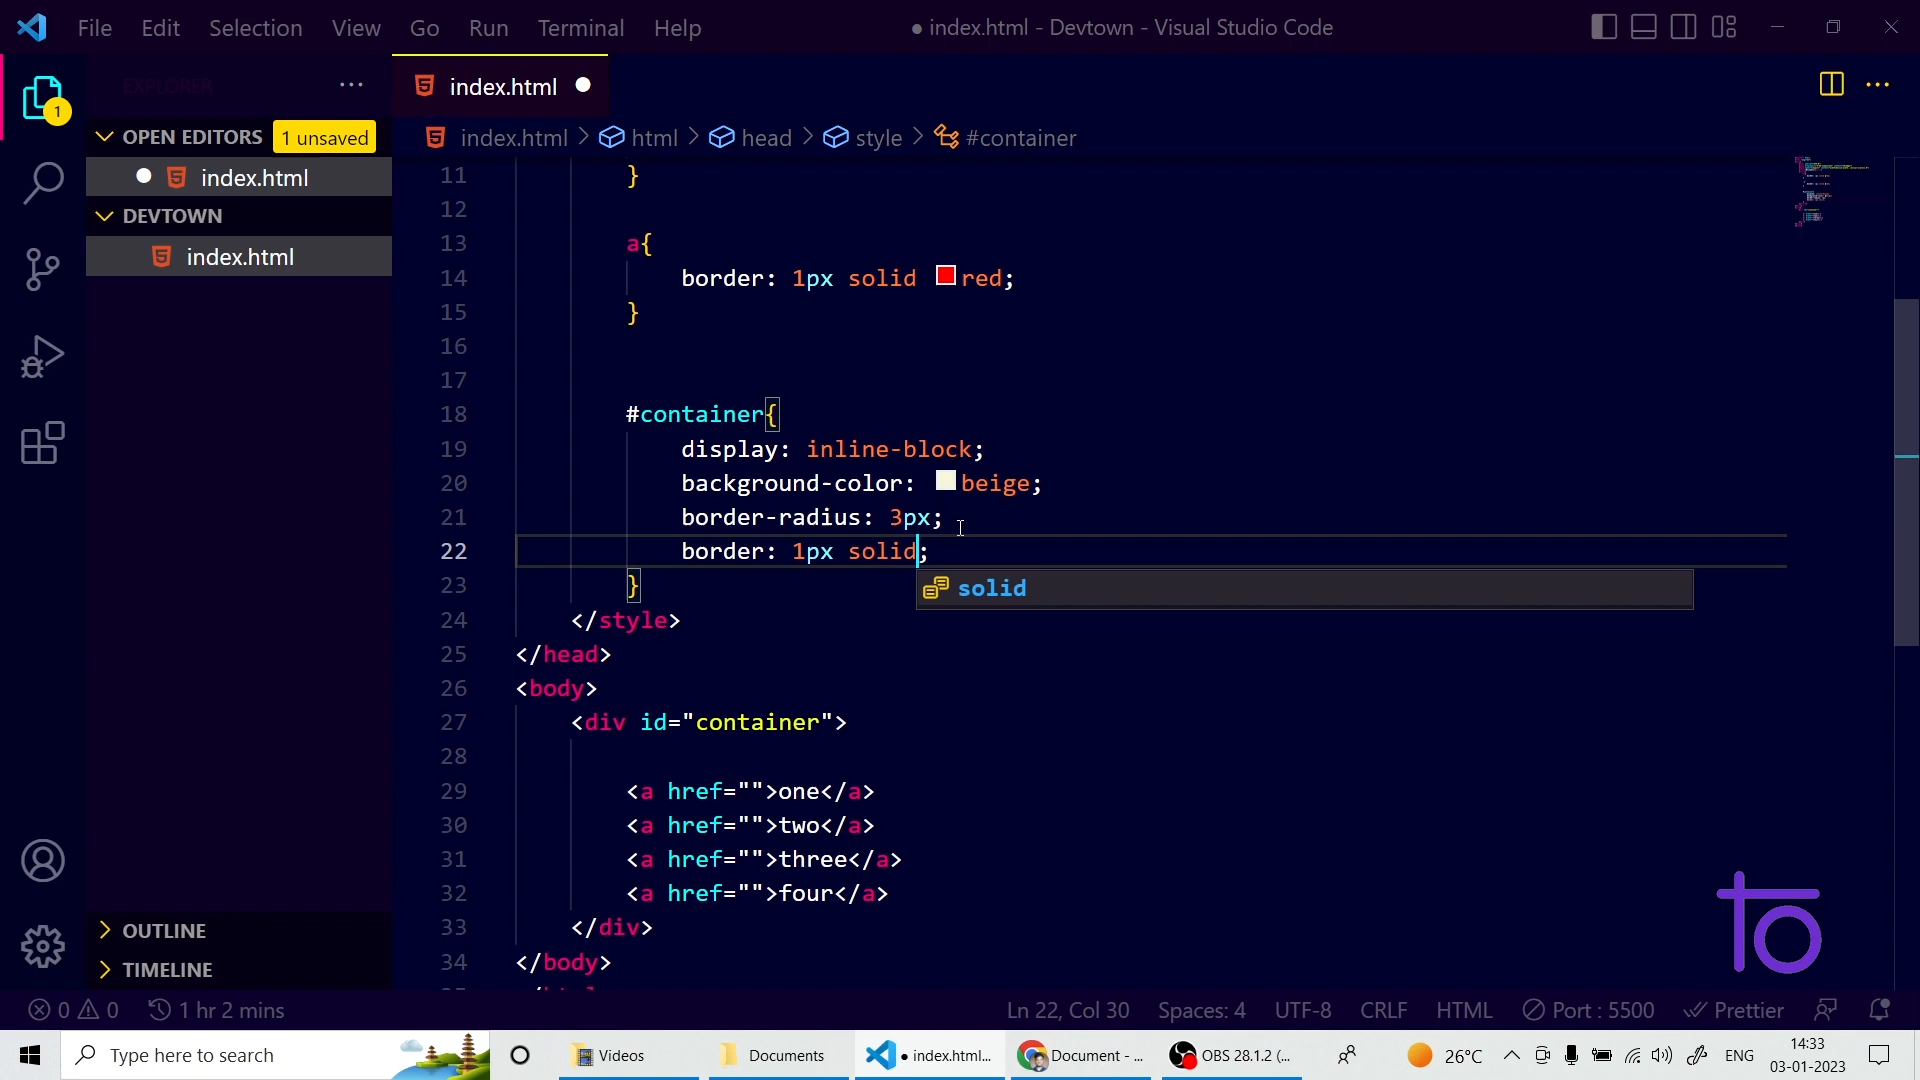 File Edit Selection View Go Run Terminal Help ● index.html - Devtown - Visual Studio Code
EXPLORER ... index.html
OPEN EDITORS 1 unsaved
index.html > html > head > style > #container
index.html
DEVTOWN
index.html
11 }
12
13 a{
14 border: 1px solid red;
15 }
16
17
18 #container{
19 display: inline-block;
20 background-color: beige;
21 border-radius: 3px;
22 border: 1px solid;
solid
23 }
24 </style>
25 </head>
26 <body>
27 <div id="container">
28
29 <a href="">one</a>
30 <a href="">two</a>
31 <a href="">three</a>
32 <a href="">four</a>
33 </div>
34 </body>
OUTLINE
TIMELINE
1
to
0 0 1 hr 2 mins Ln 22, Col 30 Spaces: 4 UTF-8 CRLF HTML Port : 5500 Prettier
Type here to search Videos Documents ● index.html... Document - ... OBS 28.1.2 (... 26°C ENG 14:33
03-01-2023